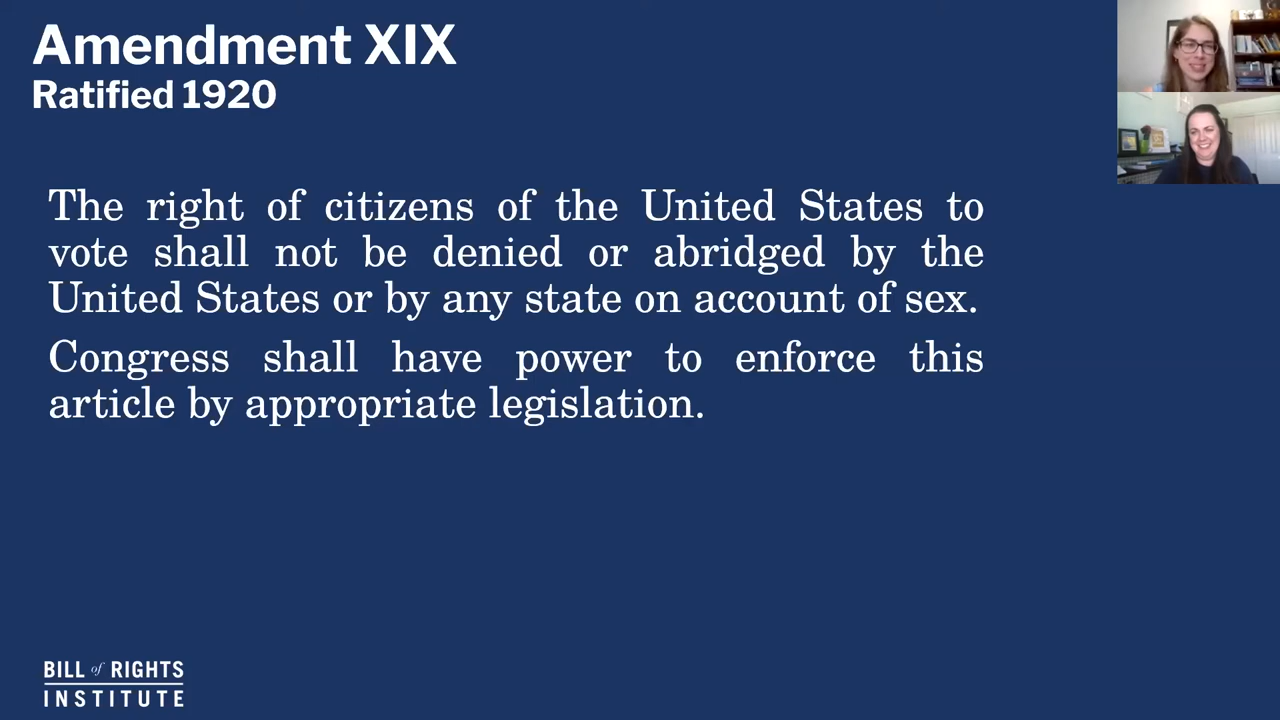 Amendment XIX
Ratified 1920
The right of citizens of the United States to
vote shall not be denied or abridged by the
United States or by any state on account of sex.
Congress shall have power to enforce this
article by appropriate legislation.
BILL of RIGHTS
INSTITUTE